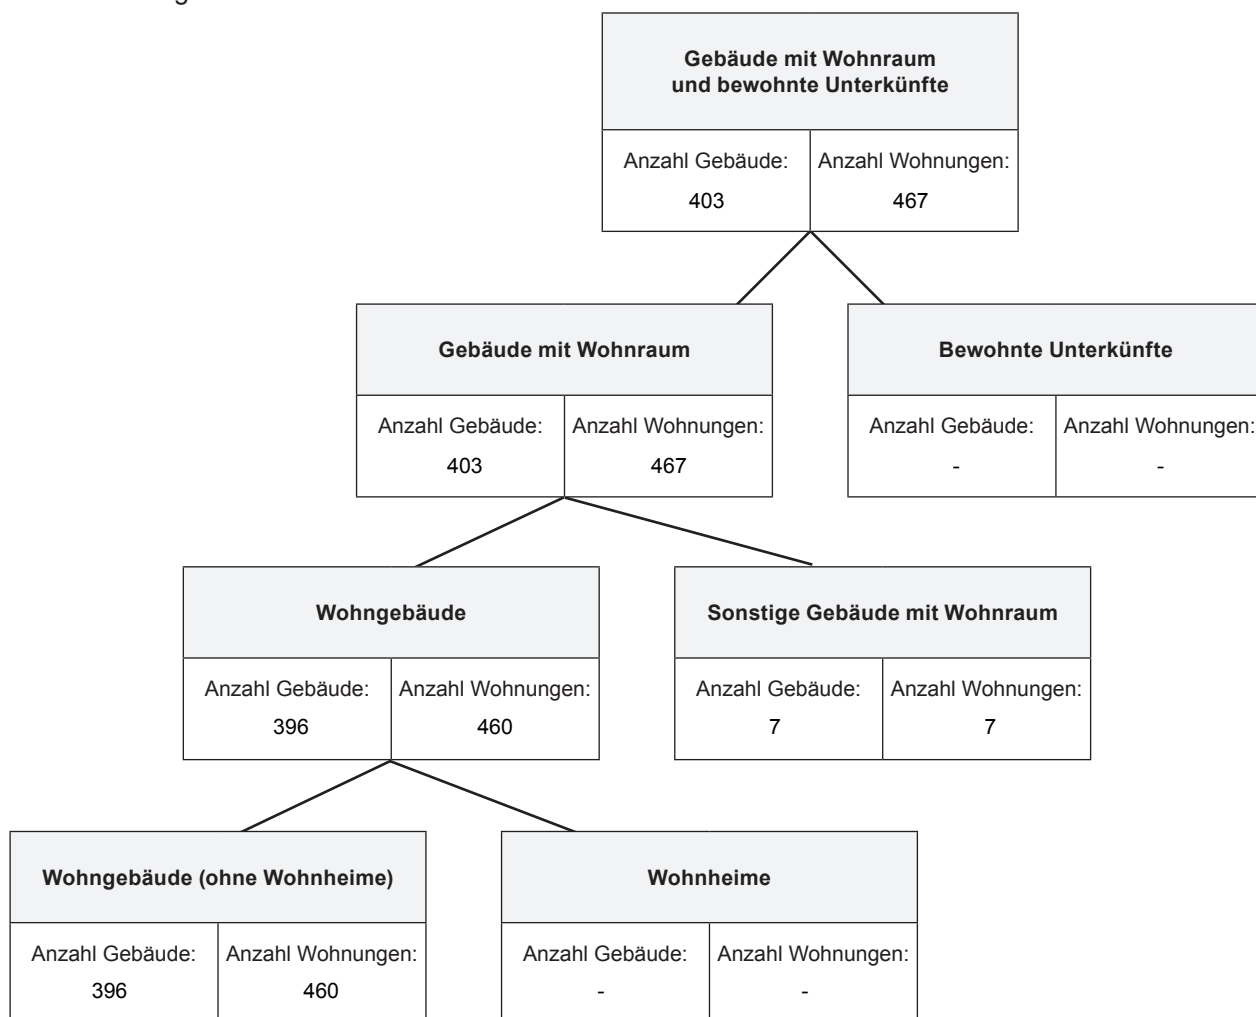 Gebäude mit Wohnraum
und bewohnte Unterkünfte
Anzahl Gebäude: Anzahl Wohnungen:
403 467
Gebäude mit Wohnraum Bewohnte Unterkünfte
Anzahl Gebäude: Anzahl Wohnungen: Anzahl Gebäude: Anzahl Wohnungen:
403 467 - -
Wohngebäude Sonstige Gebäude mit Wohnraum
Anzahl Gebäude: Anzahl Wohnungen: Anzahl Gebäude: Anzahl Wohnungen:
396 460 7 7
Wohngebäude (ohne Wohnheime) Wohnheime
Anzahl Gebäude: Anzahl Wohnungen: Anzahl Gebäude: Anzahl Wohnungen:
396 460 - -